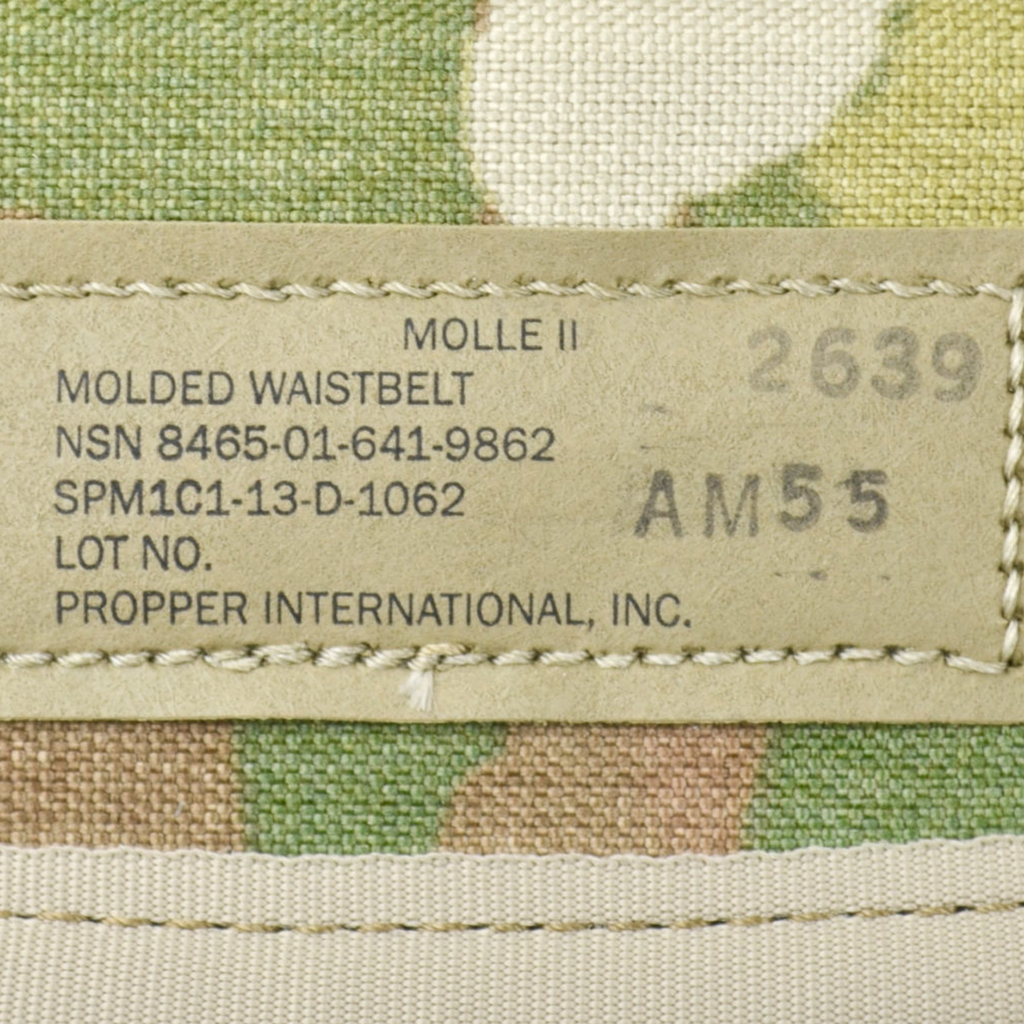 MOLLE II
2639
MOLDED WAISTBELT
NSN 8465-01-641-9862
SPM1C1-13-D-1062
AM55
LOT NO.
PROPPER INTERNATIONAL, INC.